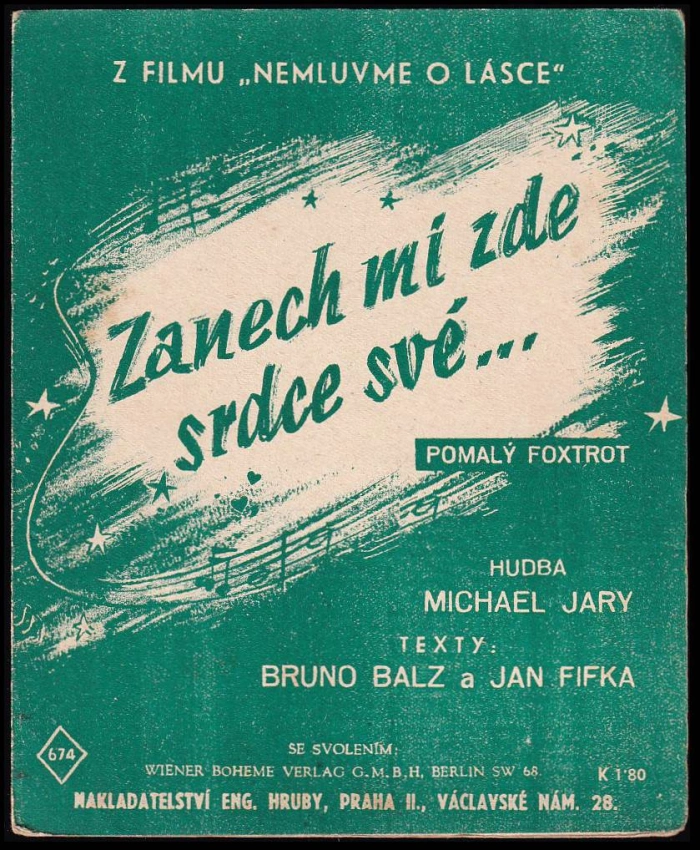 Z FILMU „NEMLUVME O LÁSCE“
Zanech mi zde
srdce své...
POMALÝ FOXTROT
HUDBA
MICHAEL JARY
TEXTY:
BRUNO BALZ a JAN FIFKA
674
SE SVOLENÍM:
WIENER BOHEME VERLAG G.M.B.H, BERLIN SW 68.
K 1·80
NAKLADATELSTVÍ ENG. HRUBY, PRAHA II., VÁCLAVSKÉ NÁM. 28.